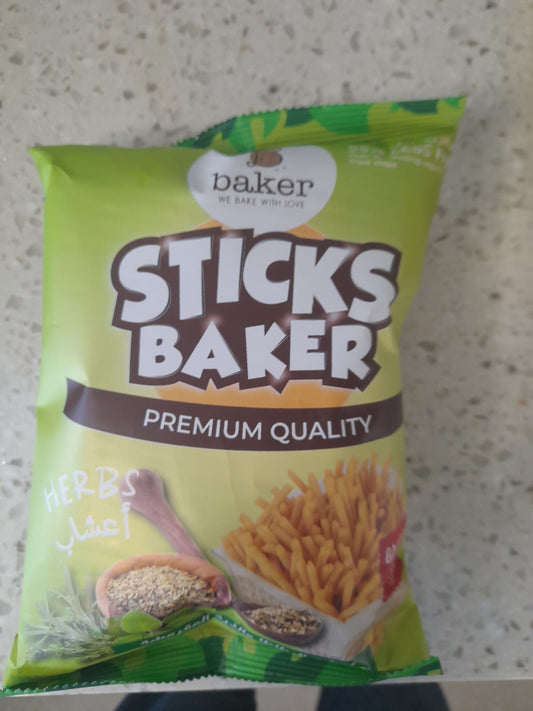 baker
WE BAKE WITH LOVE
STICKS
BAKER
PREMIUM QUALITY
HERBS
أعشاب